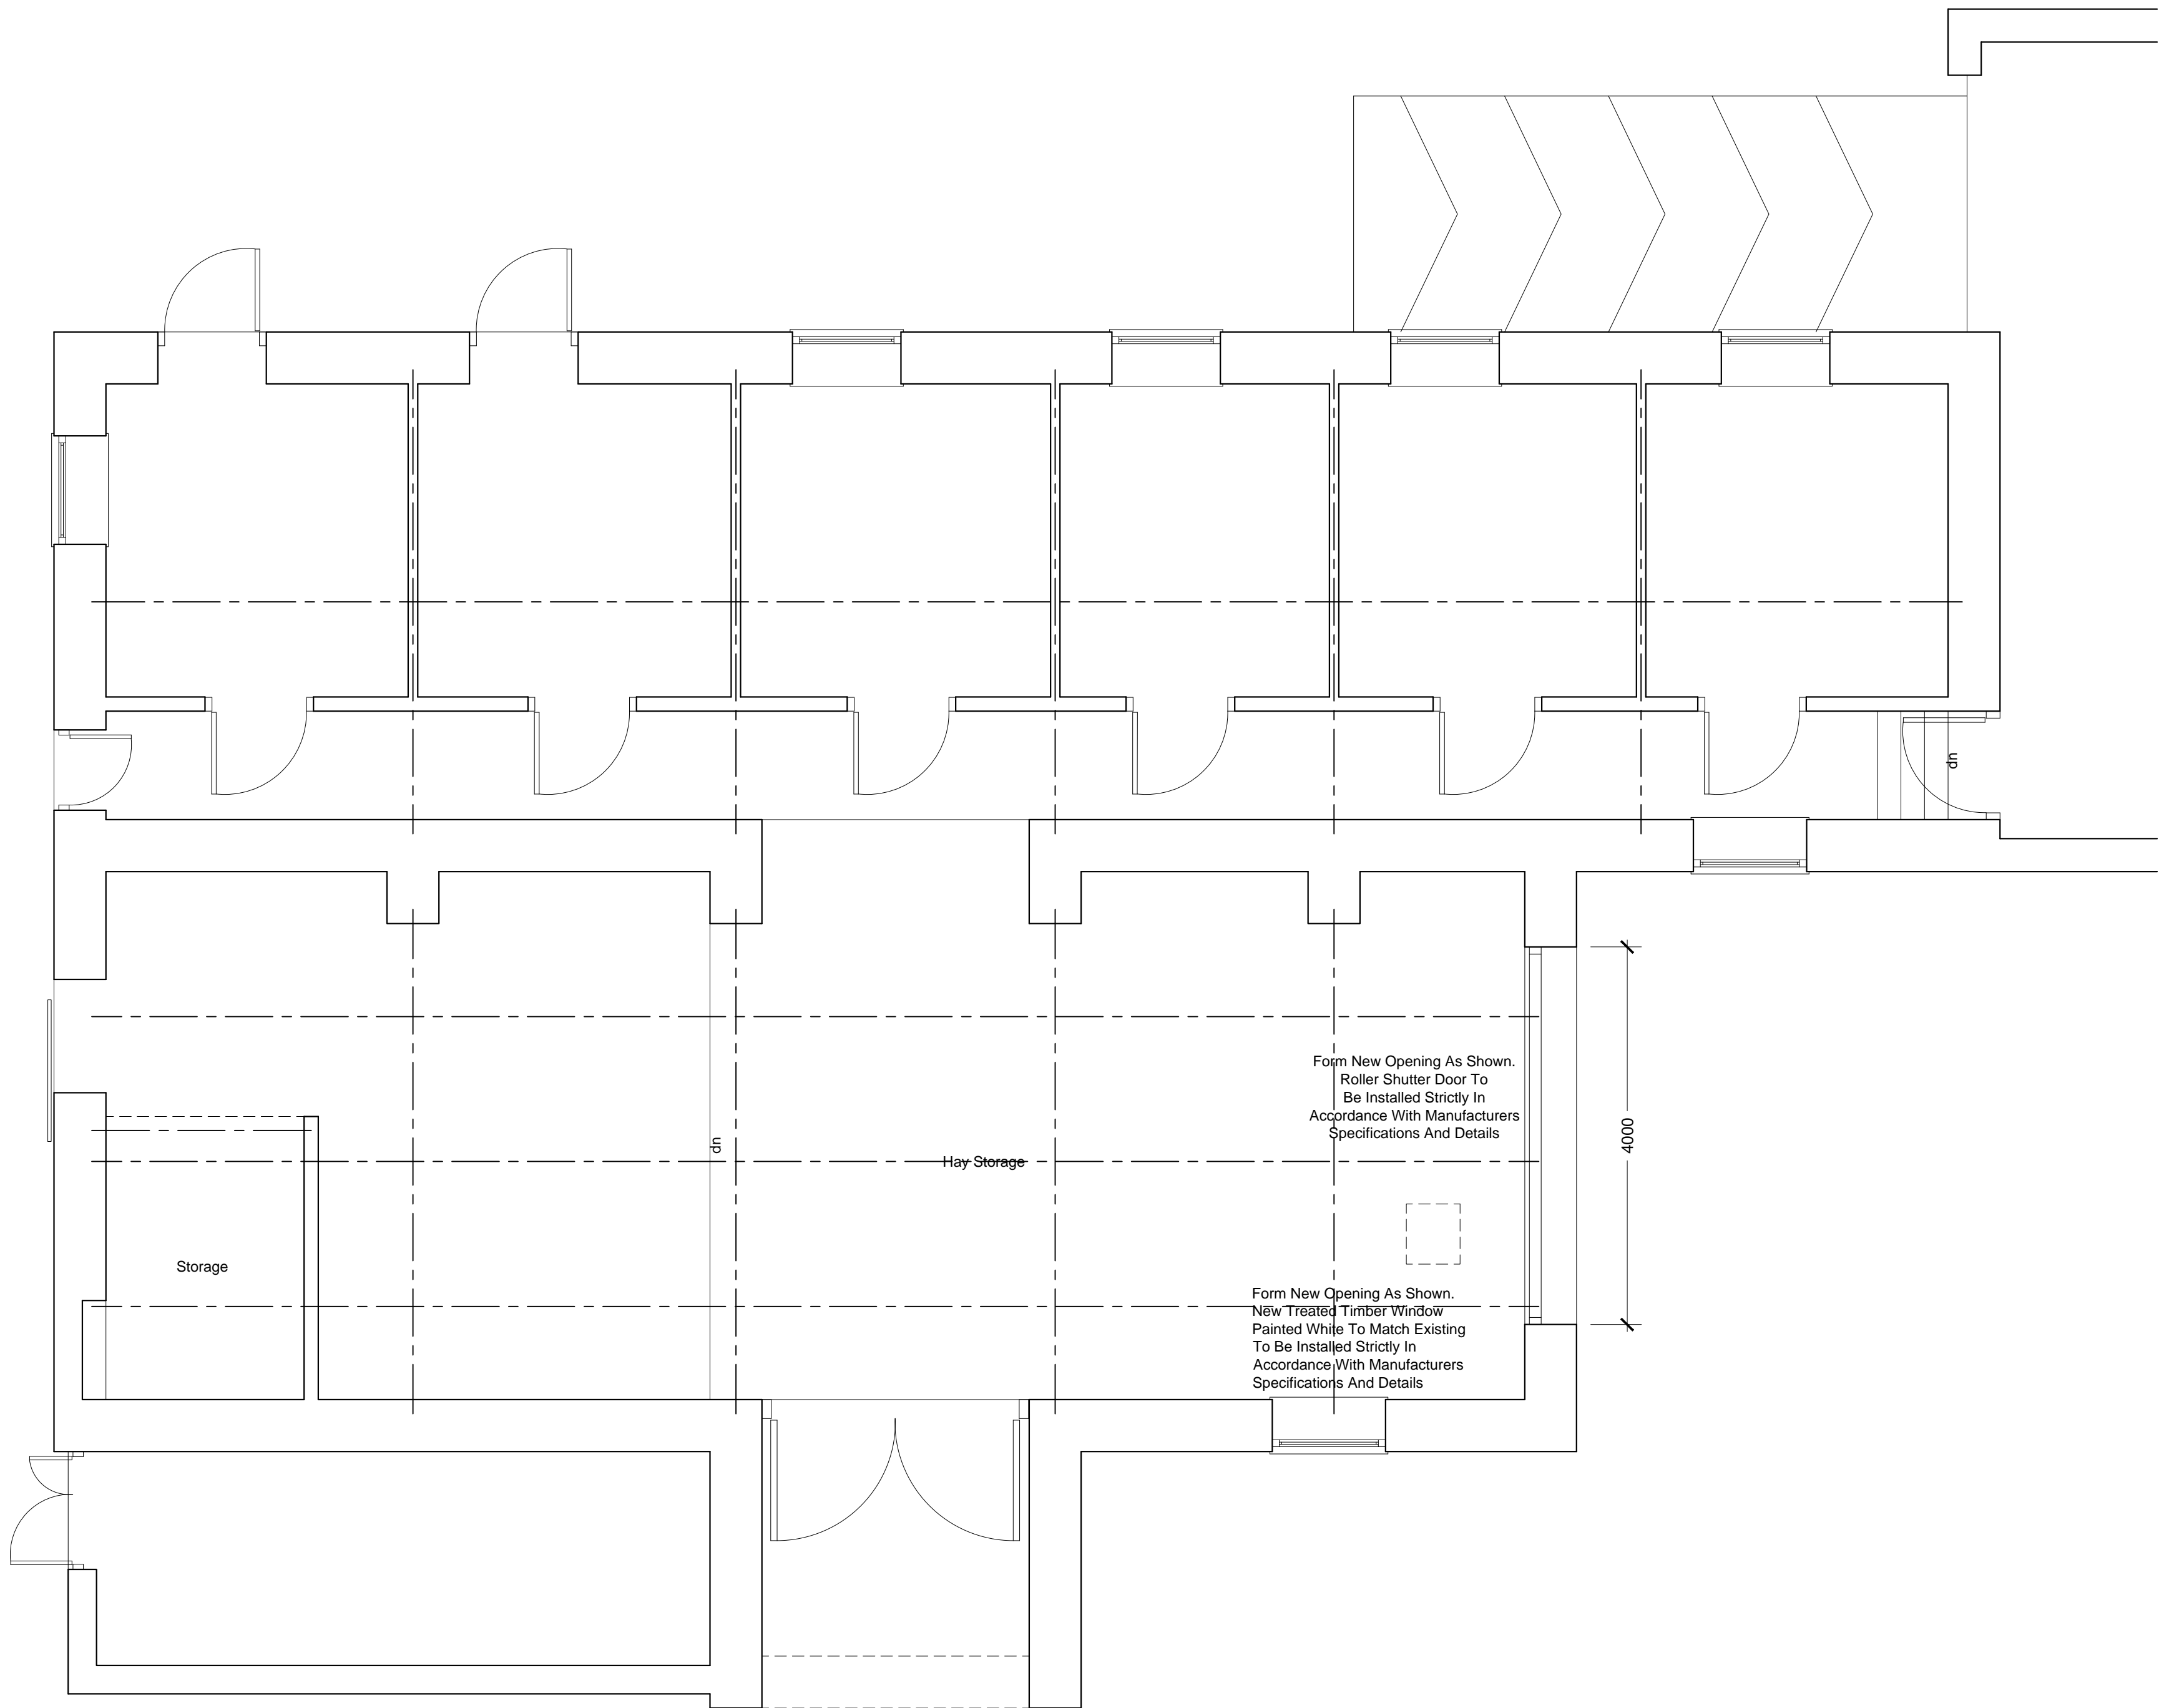 dn
Form New Opening As Shown.
Roller Shutter Door To
Be Installed Strictly In
Accordance With Manufacturers
Specifications And Details
4000
dn
Hay Storage
Storage
Form New Opening As Shown.
New Treated Timber Window
Painted White To Match Existing
To Be Installed Strictly In
Accordance With Manufacturers
Specifications And Details